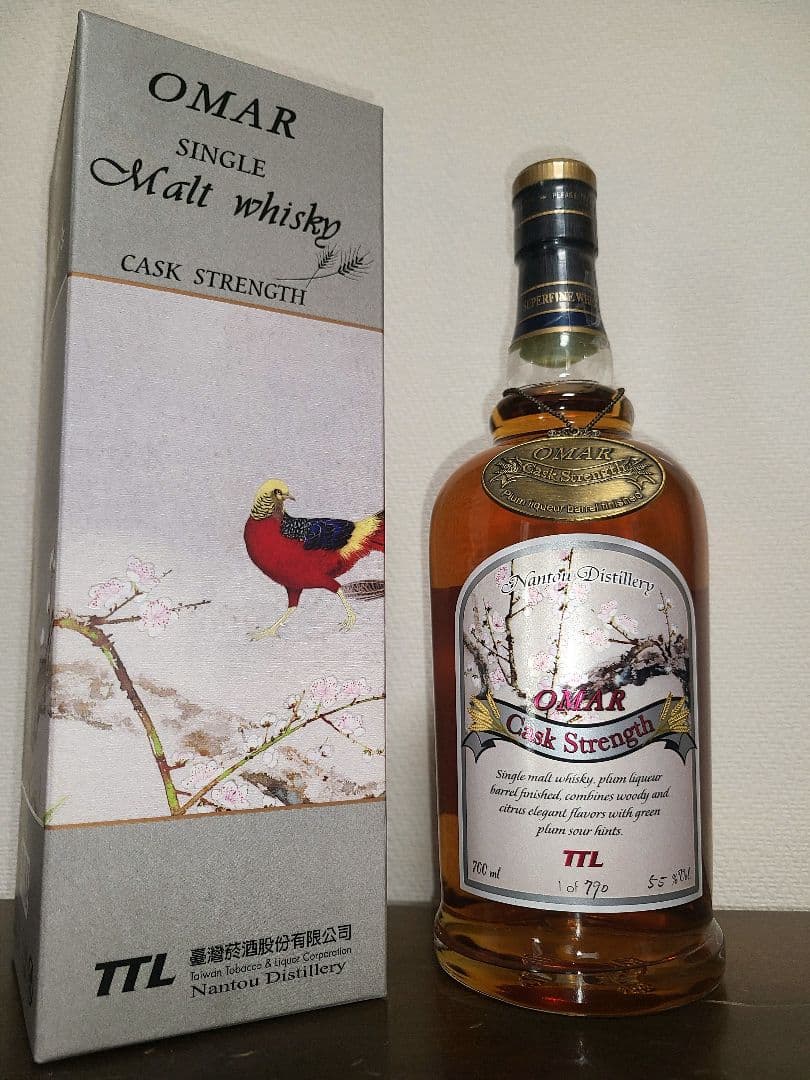 OMAR
SINGLE
Malt whisky
CASK STRENGTH
TTL
臺灣菸酒股份有限公司
Taiwan Tobacco & Liquor Corporation
Nantou Distillery
SUPERFINE
OMAR
Cask Strength
Plum liqueur barrel finished
Nantou Distillery
OMAR
Cask Strength
Single malt whisky, plum liqueur
barrel finished, combines woody and
citrus elegant flavors with green
plum sour hints.
TTL
700 ml
1 of 790
55 %Vol.